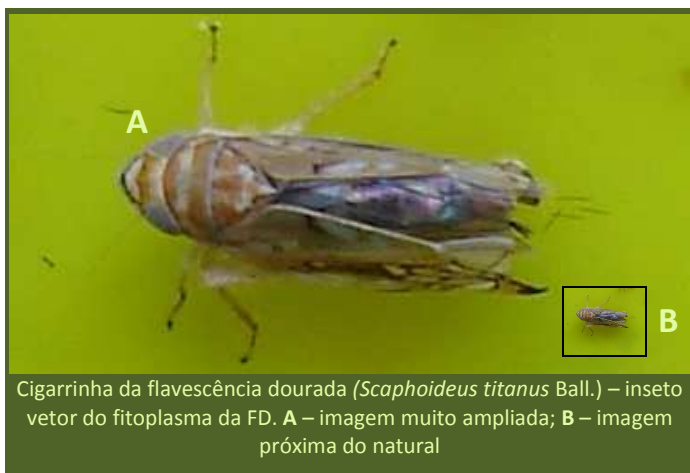 A
B
Cigarrinha da flavescência dourada (Scaphoideus titanus Ball.) – inseto
vetor do fitoplasma da FD. A – imagem muito ampliada; B – imagem
próxima do natural